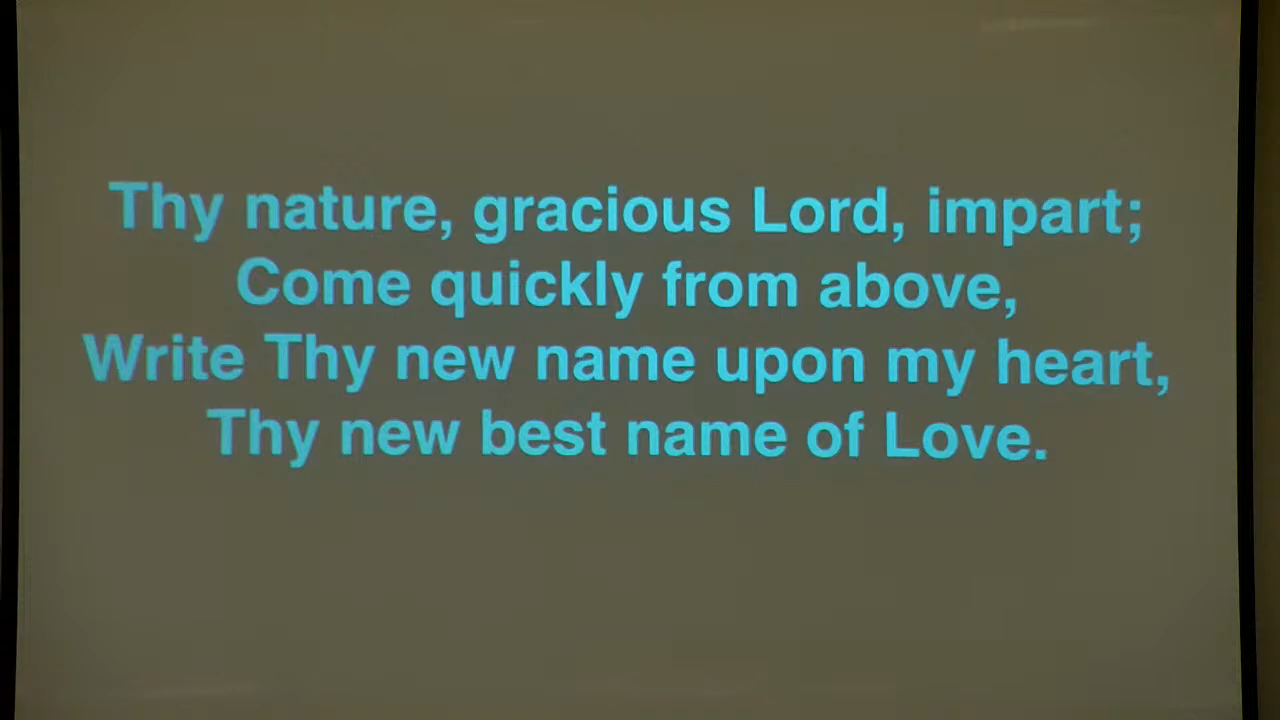 Thy nature, gracious Lord, impart;
Come quickly from above,
Write Thy new name upon my heart,
Thy new best name of Love.